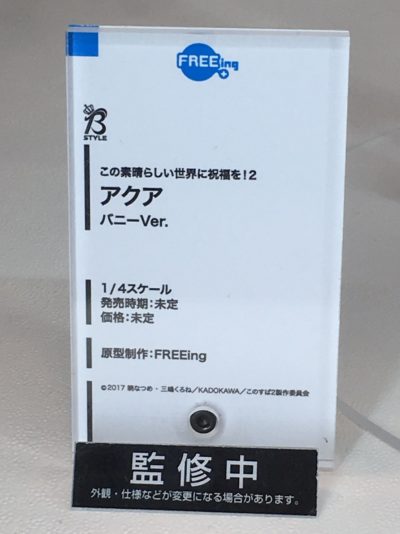 FREEing
B
STYLE
この素晴らしい世界に祝福を！2
アクア
バニーVer.
1/4スケール
発売時期：未定
価格：未定
原型制作：FREEing
©2017 暁なつめ・三嶋くろね／KADOKAWA／このすば2製作委員会
監修中
外観・仕様などが変更になる場合があります。